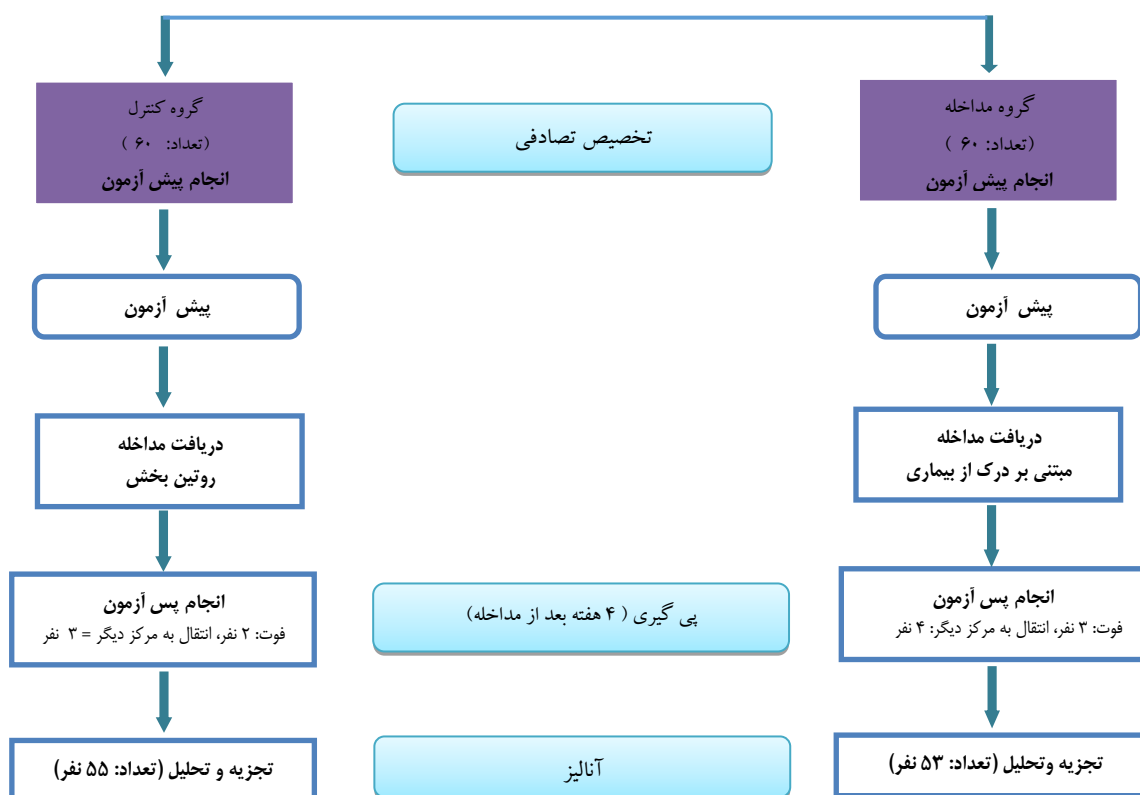 گروه مداخله
(تعداد: ۶۰ )
انجام پیش آزمون
تخصیص تصادفی
گروه کنترل
(تعداد: ۶۰ )
انجام پیش آزمون
پیش آزمون
پیش آزمون
دریافت مداخله
مبتنی بر درک از بیماری
دریافت مداخله
روتین بخش
انجام پس آزمون
فوت: ۳ نفر، انتقال به مرکز دیگر: ۴ نفر
پی گیری ( ۴ هفته بعد از مداخله)
انجام پس آزمون
فوت: ۲ نفر، انتقال به مرکز دیگر = ۳ نفر
تجزیه وتحلیل (تعداد: ۵۳ نفر)
آنالیز
تجزیه و تحلیل (تعداد: ۵۵ نفر)